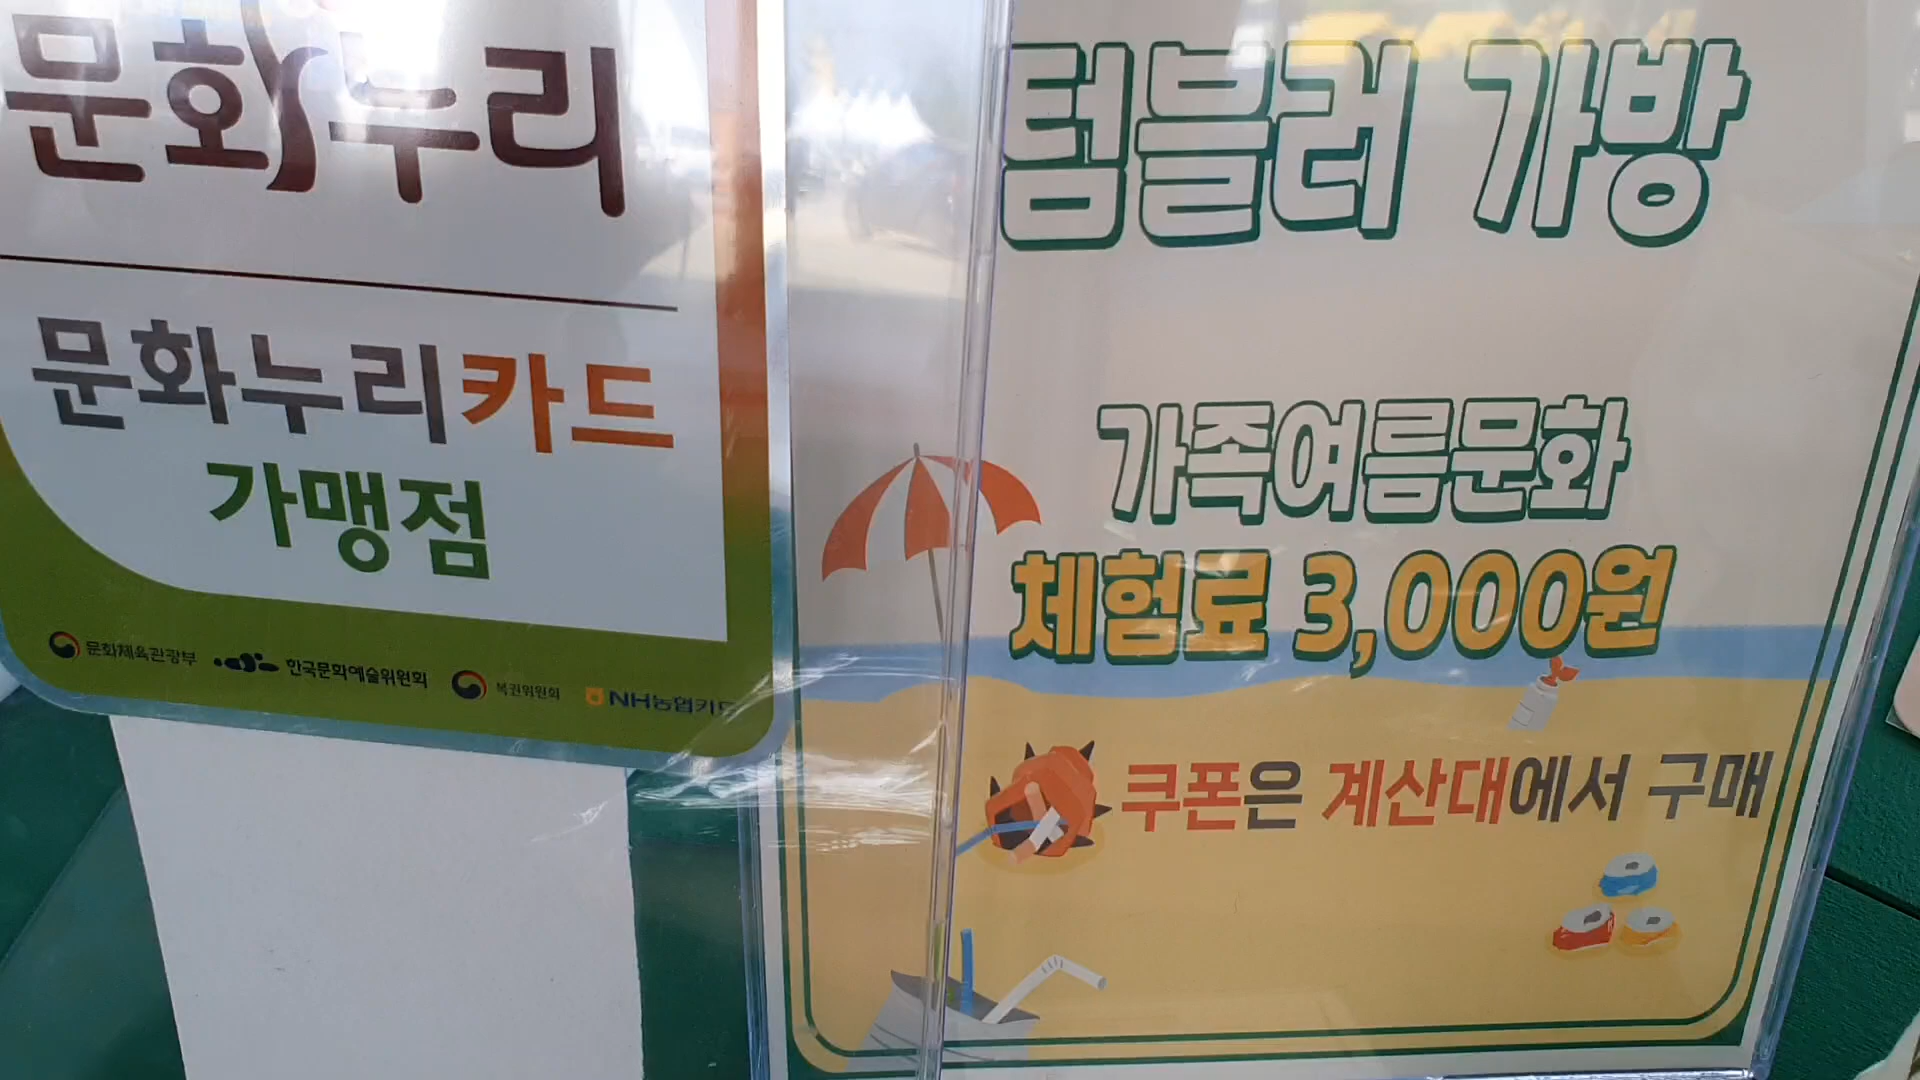 문화누리
문화누리카드
가맹점
문화체육관광부
한국문화예술위원회
복권위원회
NH농협카드
텀블러 가방
가족여름문화
체험료 3,000원
쿠폰은 계산대에서 구매